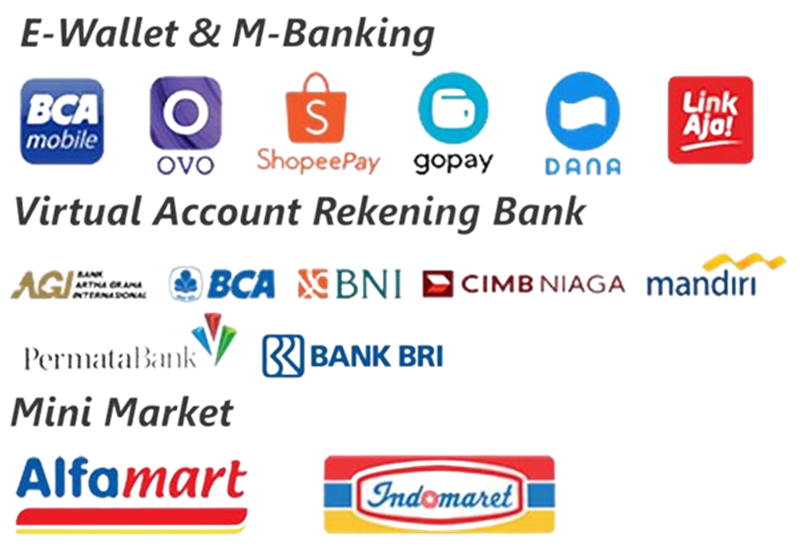 E-Wallet & M-Banking
BCA
mobile
OVO
S
ShopeePay
gopay
DANA
Link
Aja!
Virtual Account Rekening Bank
AGI BANK
ARTHA GRAHA
INTERNASIONAL
BCA
BNI
CIMB NIAGA
mandiri
PermataBank
BANK BRI
Mini Market
Alfamart
Indomaret